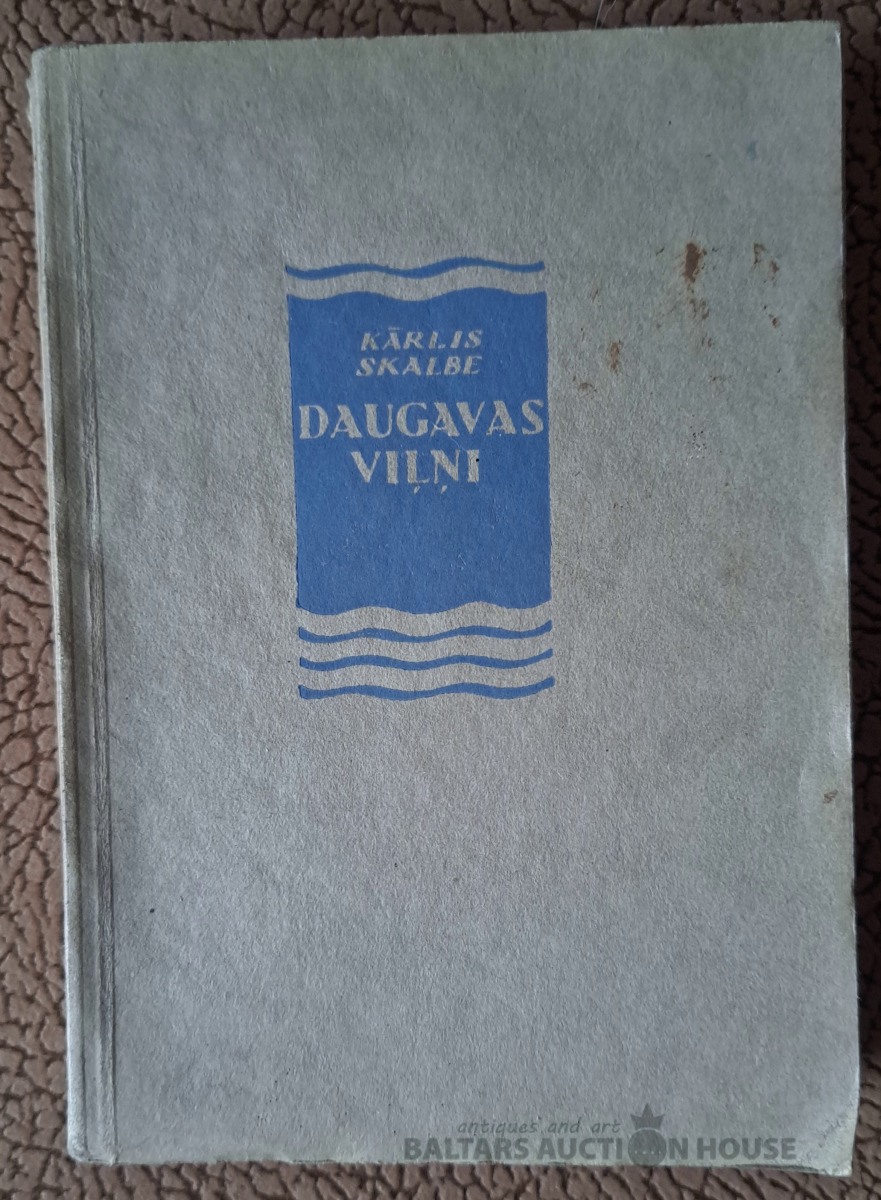 KĀRLIS
SKALBE
DAUGAVAS
VIĻŅI
antiques and art
BALTARS AUCTION HOUSE